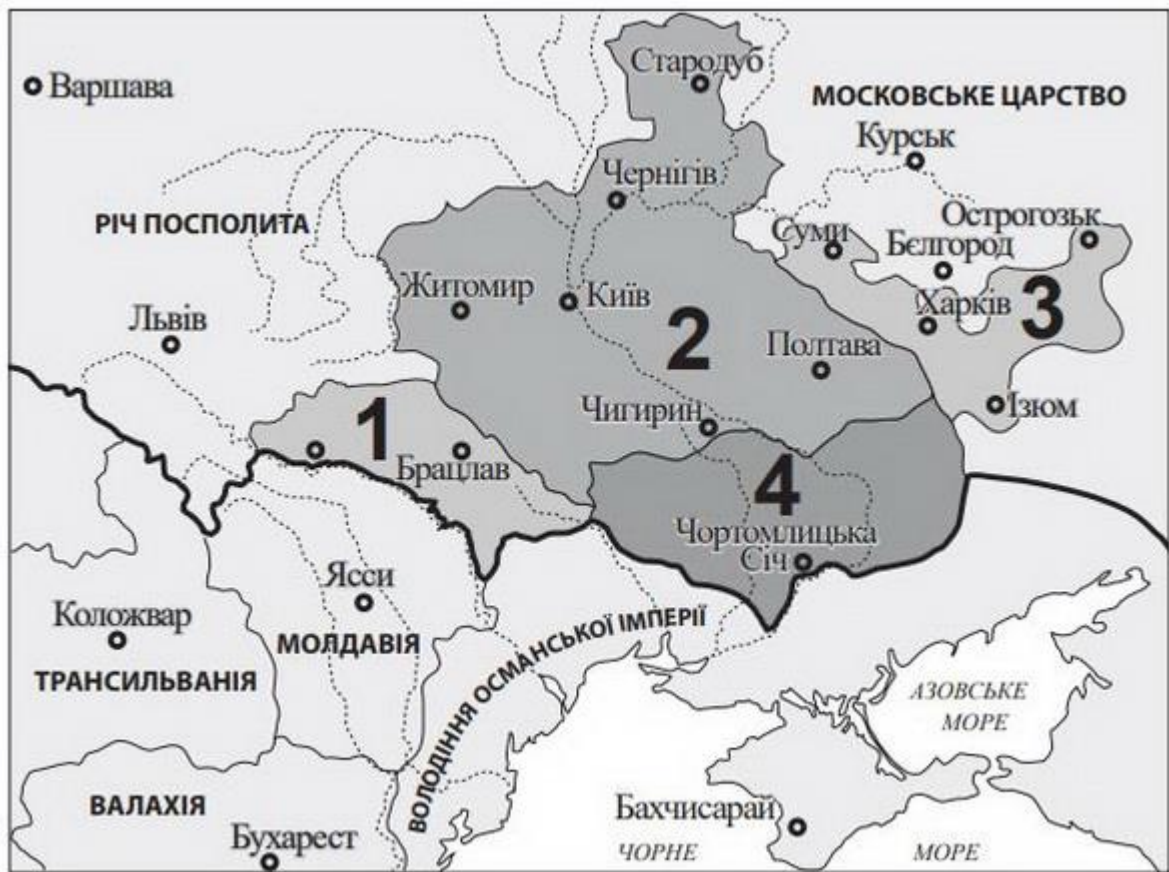 Стародуб
Варшава
МОСКОВСЬКЕ ЦАРСТВО
Курськ
Чернігів
РІЧ ПОСПОЛИТА
Суми
Острогозьк
Бєлгород
Житомир
Київ
Харків
3
Львів
2
Полтава
Ізюм
Чигирин
1
Брацлав
4
Чортомлицька
Січ
Ясси
Коложвар
МОЛДАВІЯ
ТРАНСИЛЬВАНІЯ
ВОЛОДІННЯ ОСМАНСЬКОЇ ІМПЕРІЇ
АЗОВСЬКЕ
МОРЕ
ВАЛАХІЯ
Бухарест
Бахчисарай
ЧОРНЕ
МОРЕ